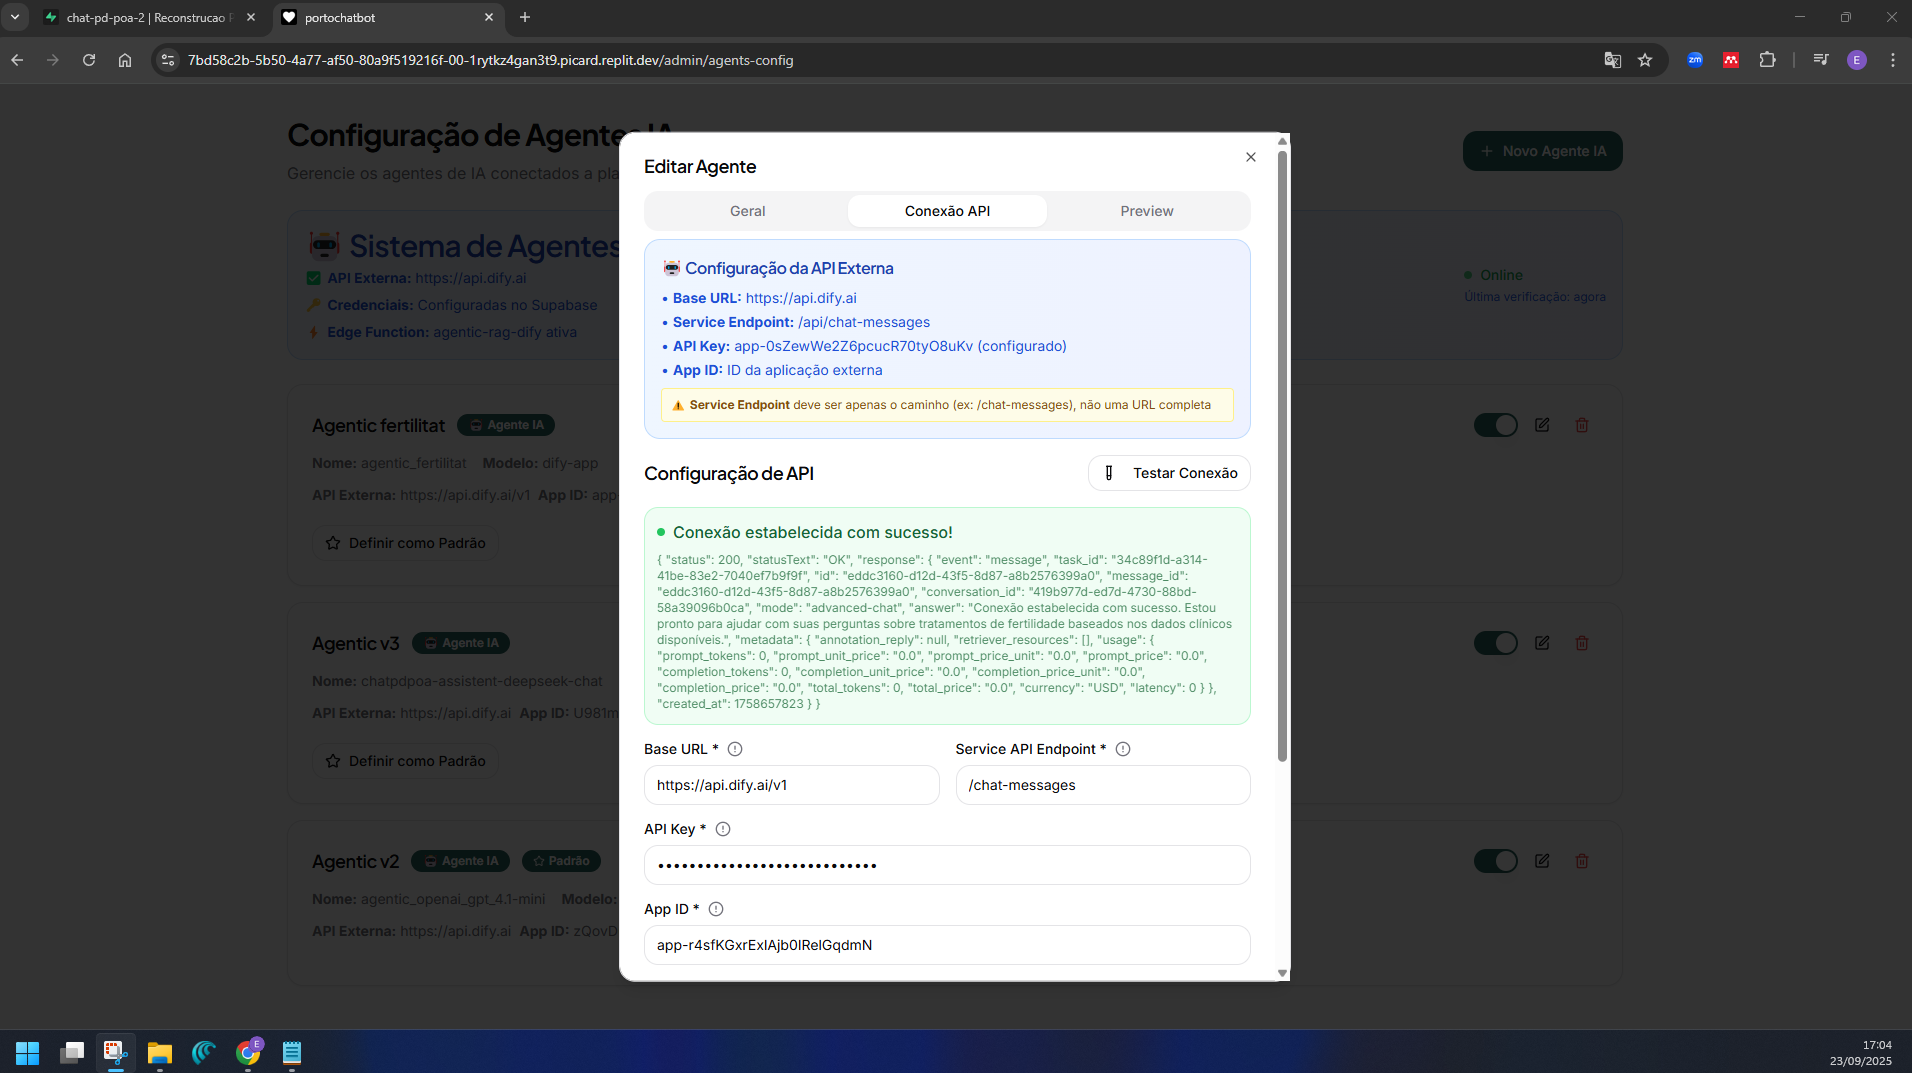 chat-pd-poa-2 | Reconstrucao
portochatbot
7bd58c2b-5b50-4a77-af50-80a9f519216f-00-1rytkz4gan3t9.picard.replit.dev/admin/agents-config
zm
E
Configuração de Agentes IA
Gerencie os agentes de IA conectados a
+ Novo Agente IA
Sistema de Agentes
API Externa: https://api.dify.ai
Credenciais: Configuradas no Supabase
Edge Function: agentic-rag-dify ativa
Online
Última verificação: agora
Agentic fertilitat Agente IA
Nome: agentic_fertilitat Modelo: dify-app
API Externa: https://api.dify.ai/v1 App ID: app
Definir como Padrão
Agentic v3 Agente IA
Nome: chatpdpoa-assistent-deepseek-chat
API Externa: https://api.dify.ai App ID: U981m
Definir como Padrão
Agentic v2 Agente IA Padrão
Nome: agentic_openai_gpt_4.1-mini Modelo:
API Externa: https://api.dify.ai App ID: zQovD
Editar Agente
Geral
Conexão API
Preview
Configuração da API Externa
• Base URL: https://api.dify.ai
• Service Endpoint: /api/chat-messages
• API Key: app-0sZewWe2Z6pcucR70tyO8uKv (configurado)
• App ID: ID da aplicação externa
Service Endpoint deve ser apenas o caminho (ex: /chat-messages), não uma URL completa
Configuração de API
Testar Conexão
Conexão estabelecida com sucesso!
{ "status": 200, "statusText": "OK", "response": { "event": "message", "task_id": "34c89f1d-a314-
41be-83e2-7040ef7b9f9f", "id": "eddc3160-d12d-43f5-8d87-a8b2576399a0", "message_id":
"eddc3160-d12d-43f5-8d87-a8b2576399a0", "conversation_id": "419b977d-ed7d-4730-88bd-
58a39096b0ca", "mode": "advanced-chat", "answer": "Conexão estabelecida com sucesso. Estou
pronto para ajudar com suas perguntas sobre tratamentos de fertilidade baseados nos dados clínicos
disponíveis.", "metadata": { "annotation_reply": null, "retriever_resources": [], "usage": {
"prompt_tokens": 0, "prompt_unit_price": "0.0", "prompt_price_unit": "0.0", "prompt_price": "0.0",
"completion_tokens": 0, "completion_unit_price": "0.0", "completion_price_unit": "0.0",
"completion_price": "0.0", "total_tokens": 0, "total_price": "0.0", "currency": "USD", "latency": 0 } },
"created_at": 1758657823 } }
Base URL *
Service API Endpoint *
https://api.dify.ai/v1
/chat-messages
API Key *
••••••••••••••••••••••••••••
App ID *
app-r4sfKGxrExIAjb0IRelGqdmN
E
17:04
23/09/2025